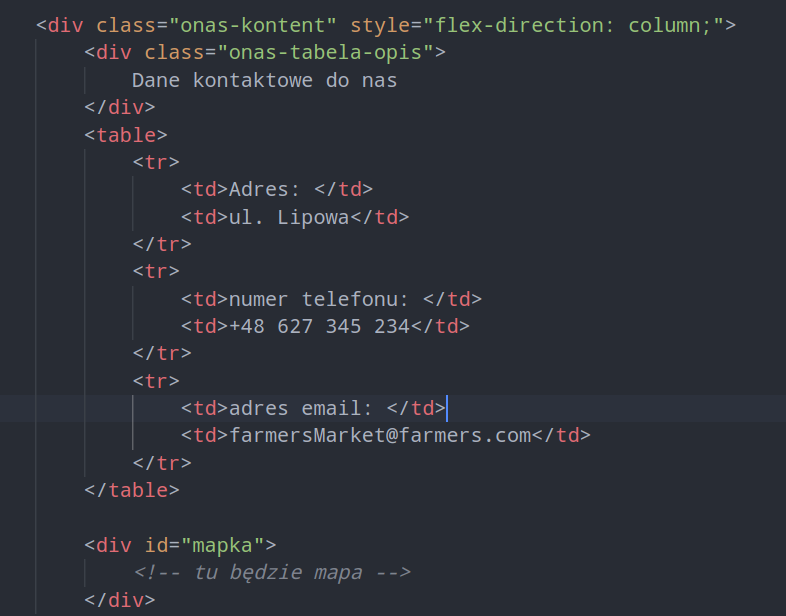 <div class="onas-kontent" style="flex-direction: column;">
<div class="onas-tabela-opis">
Dane kontaktowe do nas
</div>
<table>
<tr>
<td>Adres: </td>
<td>ul. Lipowa</td>
</tr>
<tr>
<td>numer telefonu: </td>
<td>+48 627 345 234</td>
</tr>
<tr>
<td>adres email: </td>
<td>farmersMarket@farmers.com</td>
</tr>
</table>
<div id="mapka">
<!-- tu będzie mapa -->
</div>